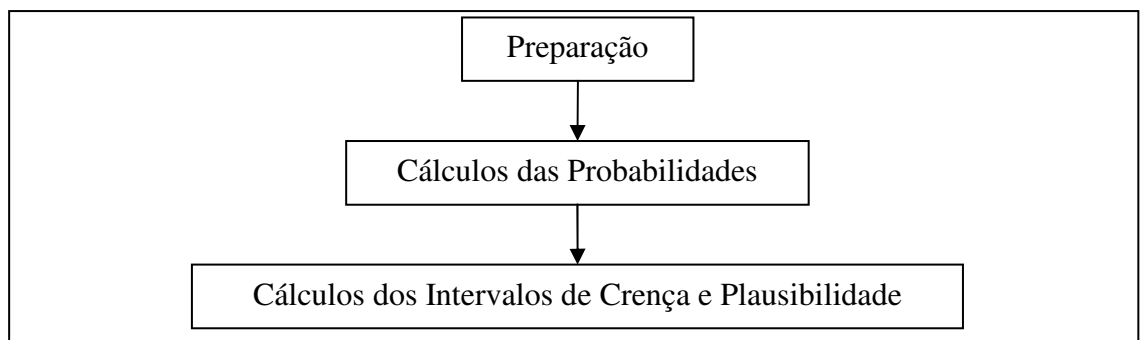 Preparação
Cálculos das Probabilidades
Cálculos dos Intervalos de Crença e Plausibilidade